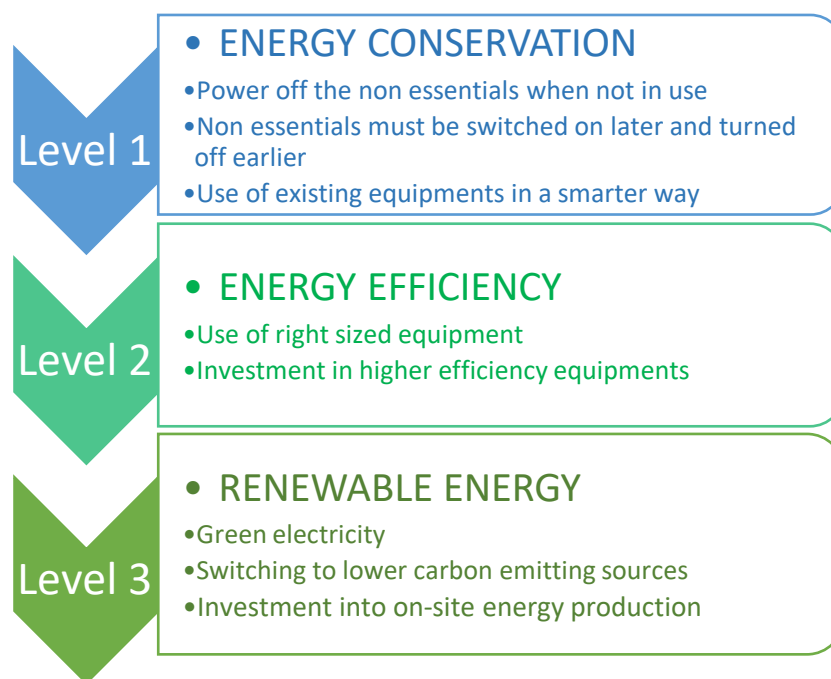 Level 1
• ENERGY CONSERVATION
•Power off the non essentials when not in use
•Non essentials must be switched on later and turned
off earlier
•Use of existing equipments in a smarter way
Level 2
• ENERGY EFFICIENCY
•Use of right sized equipment
•Investment in higher efficiency equipments
Level 3
• RENEWABLE ENERGY
•Green electricity
•Switching to lower carbon emitting sources
•Investment into on-site energy production